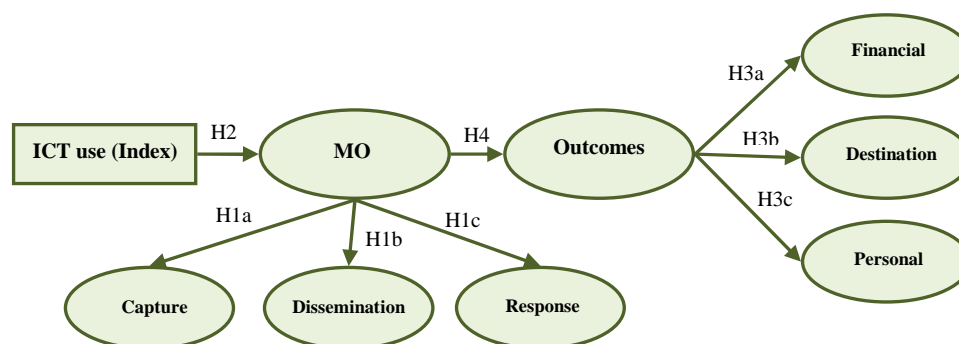 Financial
H3a
H2
H4
ICT use (Index)
MO
Outcomes
H3b
Destination
H3c
H1a
H1c
H1b
Personal
Capture
Dissemination
Response